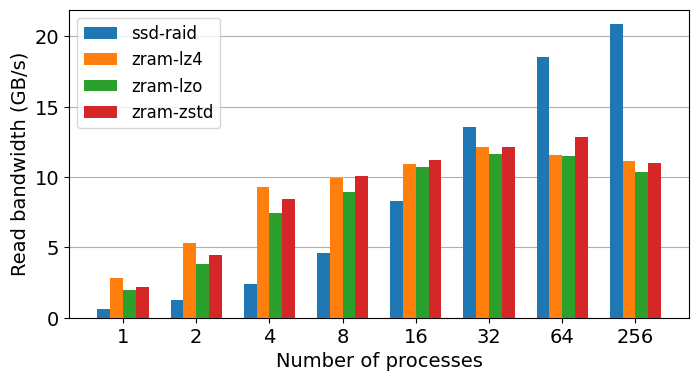 ssd-raid
zram-lz4
zram-lzo
zram-zstd
Read bandwidth (GB/s)
20
15
10
5
0
1 2 4 8 16 32 64 256
Number of processes